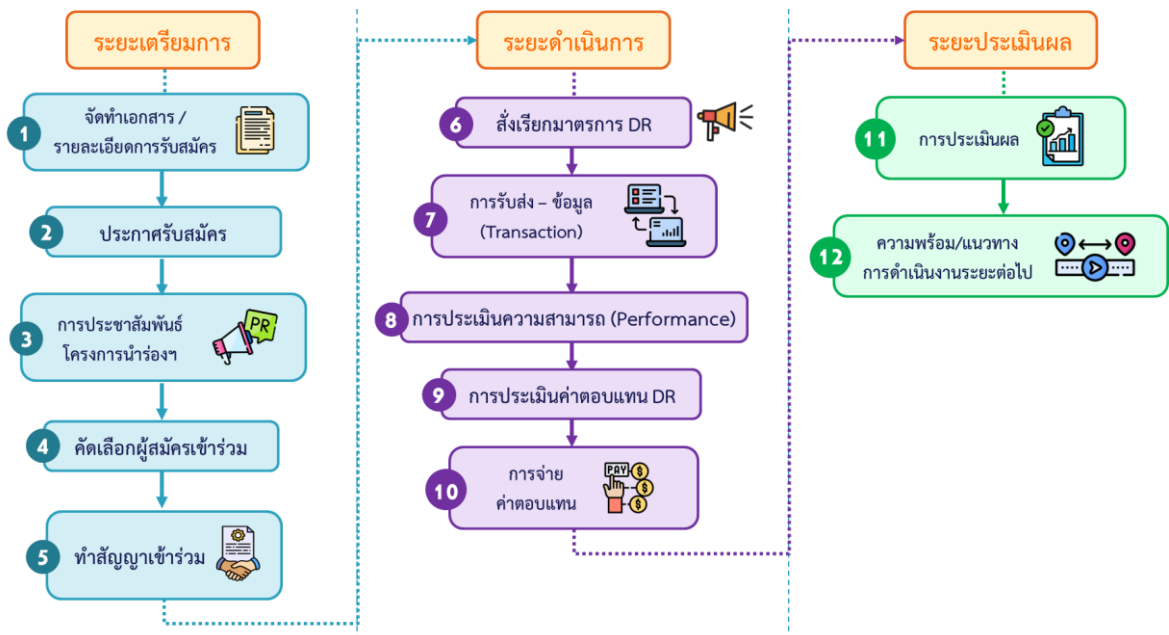 ระยะเตรียมการ
1
จัดทำเอกสาร /
รายละเอียดการรับสมัคร
2
ประกาศรับสมัคร
3
การประชาสัมพันธ์
โครงการนำร่องฯ
PR
4
คัดเลือกผู้สมัครเข้าร่วม
5
ทำสัญญาเข้าร่วม
ระยะดำเนินการ
6
สั่งเรียกมาตรการ DR
7
การรับส่ง – ข้อมูล
(Transaction)
8
การประเมินความสามารถ (Performance)
9
การประเมินค่าตอบแทน DR
10
การจ่าย
ค่าตอบแทน
PAY
$
$
$
ระยะประเมินผล
11
การประเมินผล
12
ความพร้อม/แนวทาง
การดำเนินงานระยะต่อไป